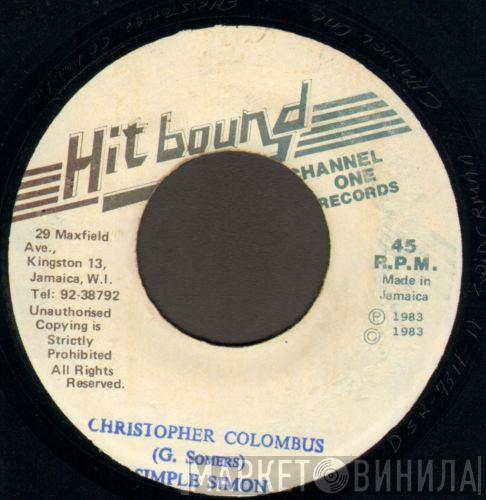 Hit bound
CHANNEL
ONE
RECORDS
29 Maxfield
Ave.,
Kingston 13,
Jamaica, W.I.
Tel: 92-38792
Unauthorised
Copying is
Strictly
Prohibited
All Rights
Reserved.
45
R.P.M.
Made in
Jamaica
Ⓟ 1983
© 1983
CHRISTOPHER COLOMBUS
(G. SOMERS)
SIMPLE SIMON
МАРКЕТ ВИНИЛА